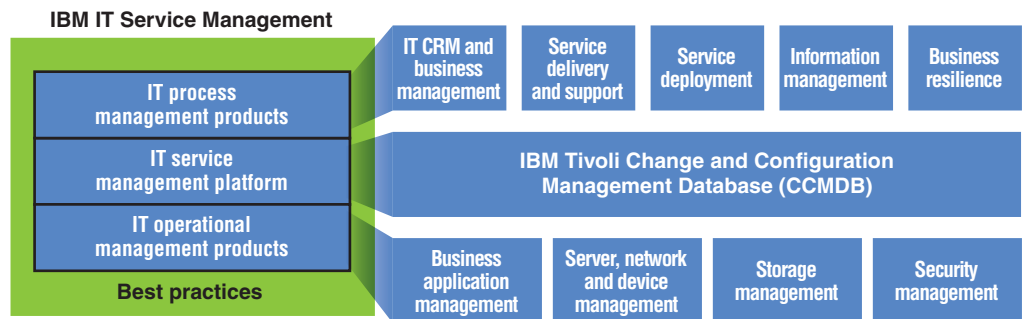 IBM IT Service Management
IT process
management products
IT service
management platform
IT operational
management products
Best practices
IT CRM and
business
management
Service
delivery
and support
Service
deployment
Information
management
Business
resilience
IBM Tivoli Change and Configuration
Management Database (CCMDB)
Business
application
management
Server, network
and device
management
Storage
management
Security
management